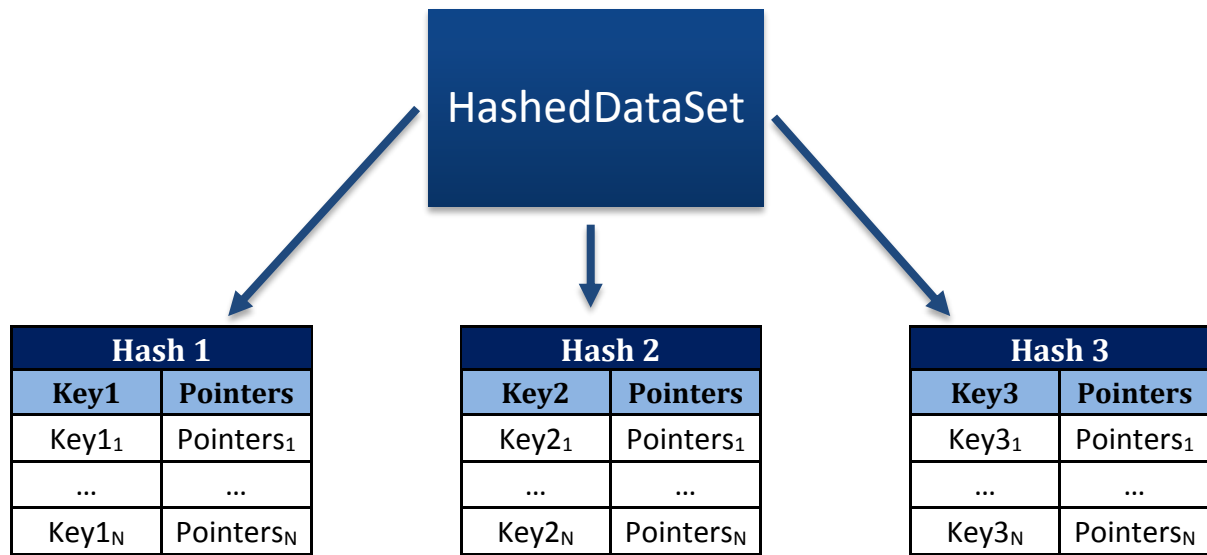 HashedDataSet
Hash 1
Key1 Pointers
Key1₁ Pointers₁
... ...
Key1N PointersN
Hash 2
Key2 Pointers
Key2₁ Pointers₁
... ...
Key2N PointersN
Hash 3
Key3 Pointers
Key3₁ Pointers₁
... ...
Key3N PointersN